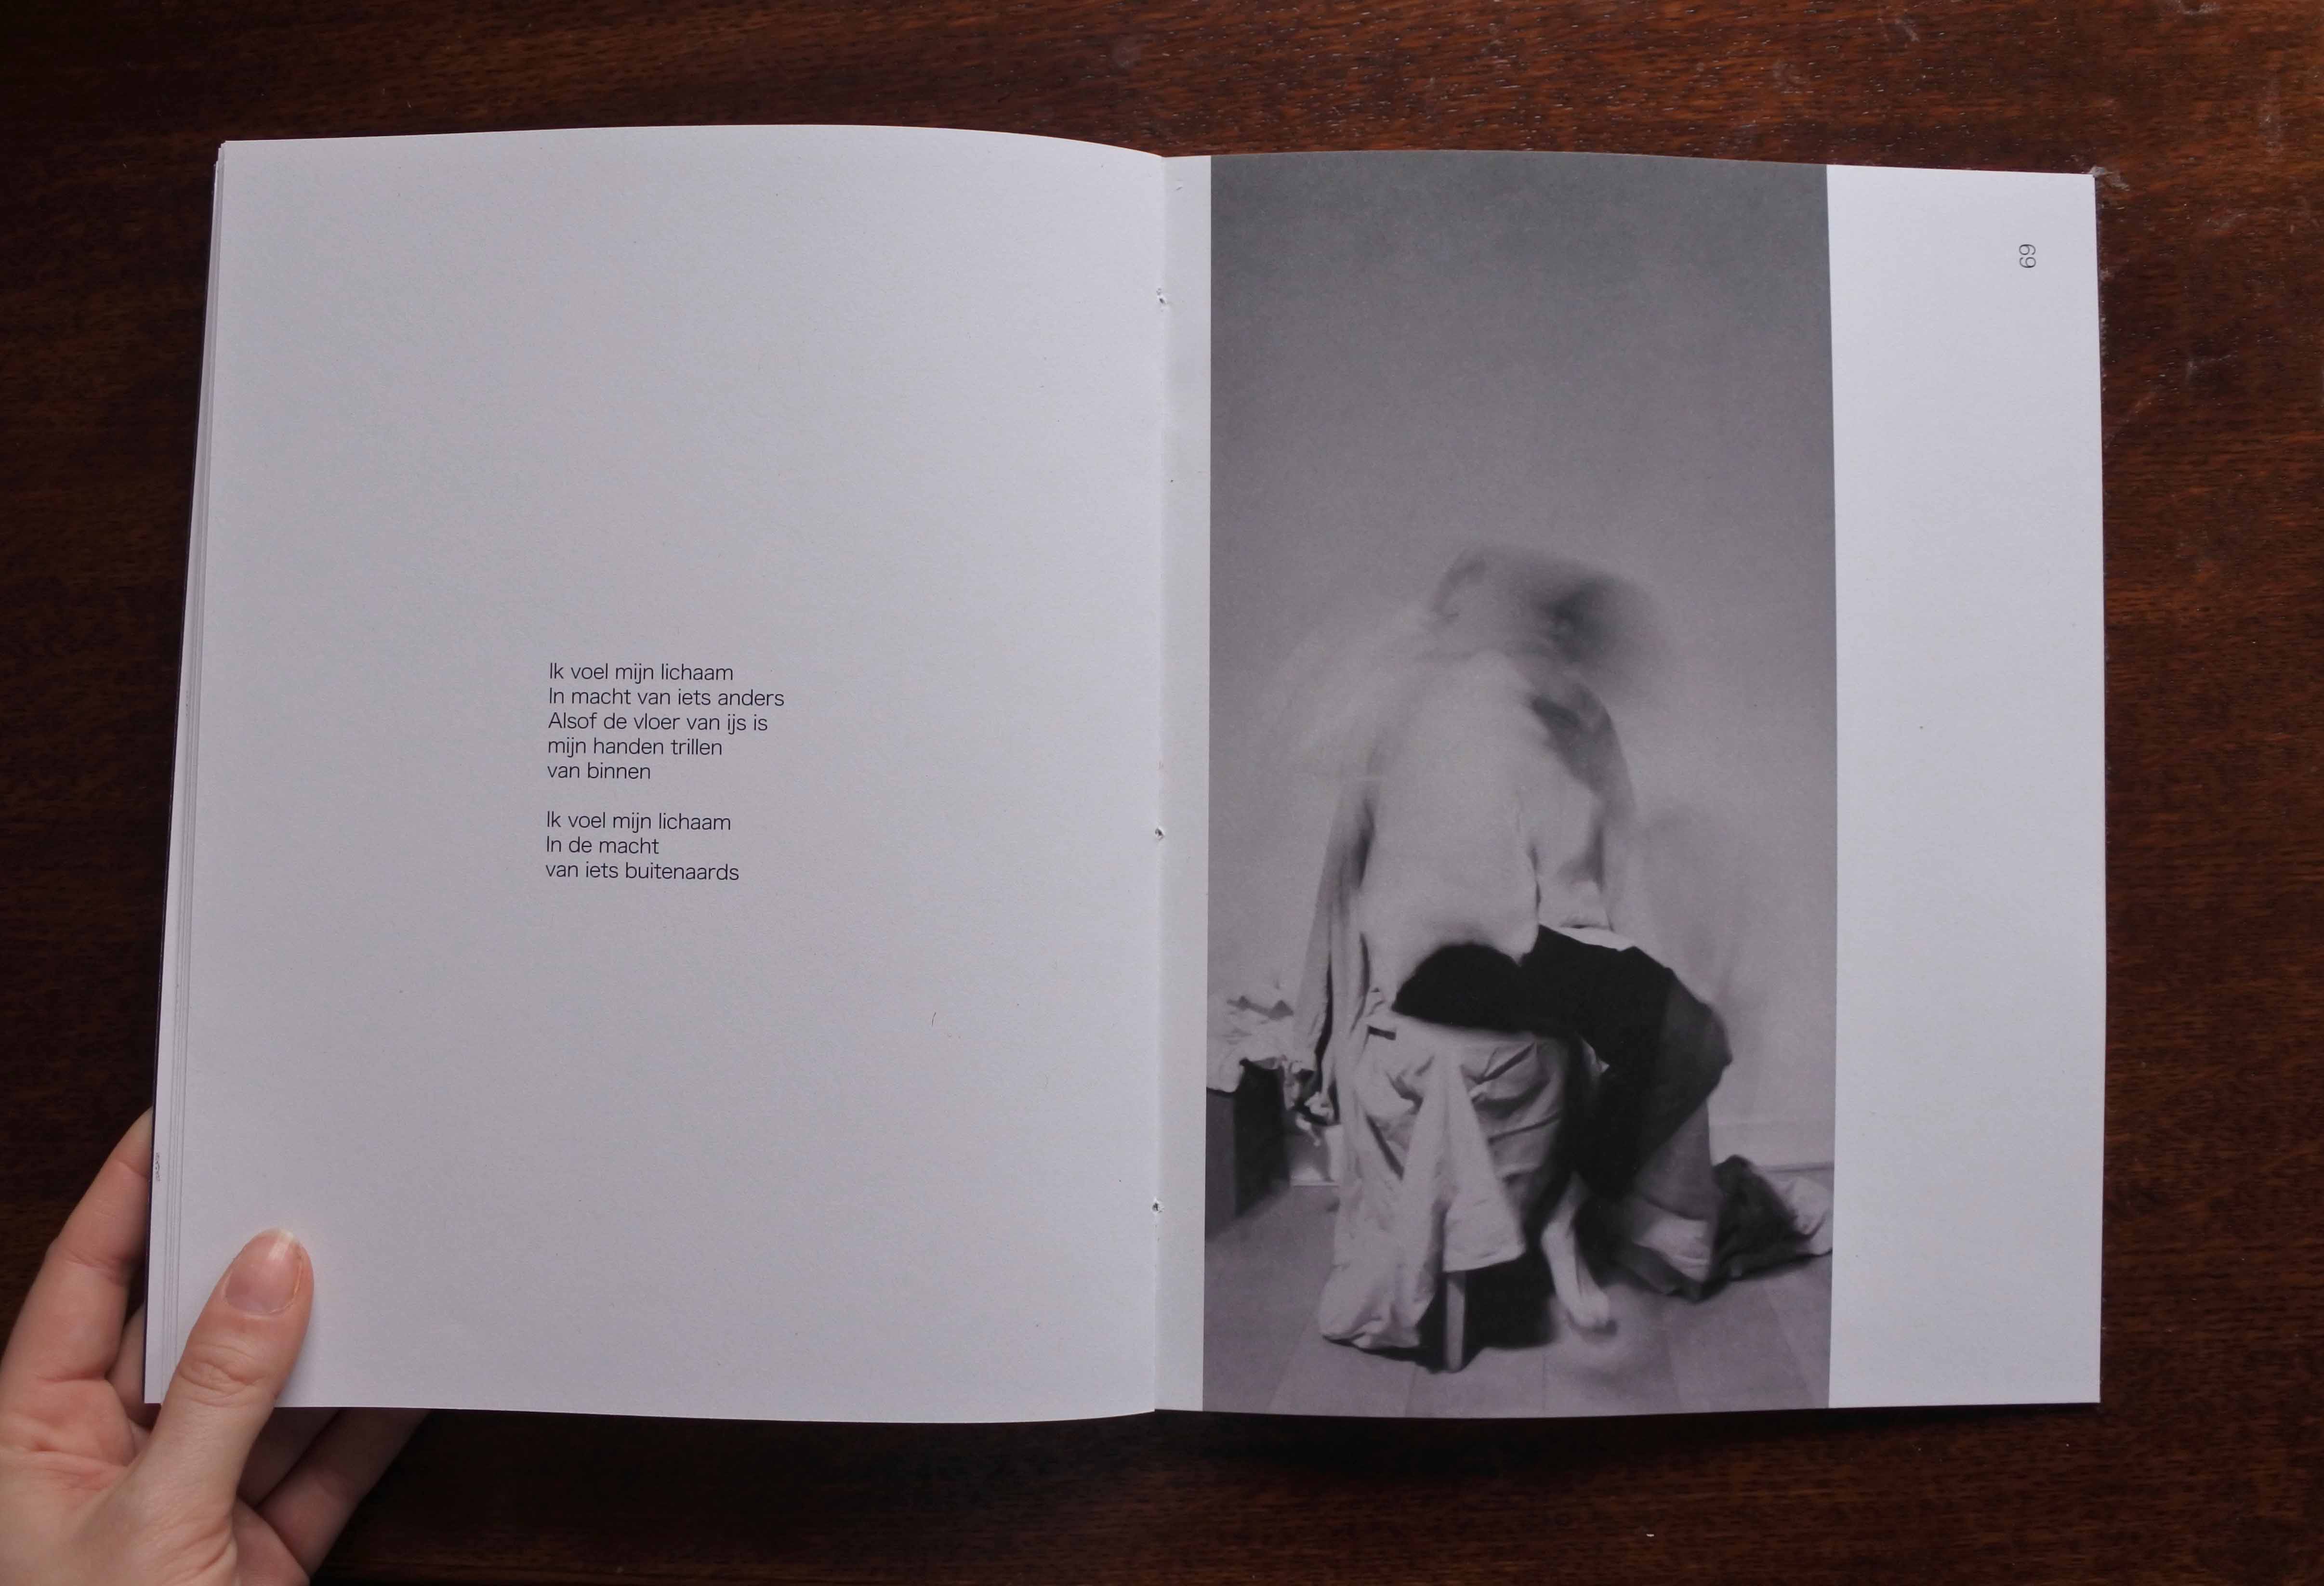 Ik voel mijn lichaam
In macht van iets anders
Alsof de vloer van ijs is
mijn handen trillen
van binnen

Ik voel mijn lichaam
In de macht
van iets buitenaards
69